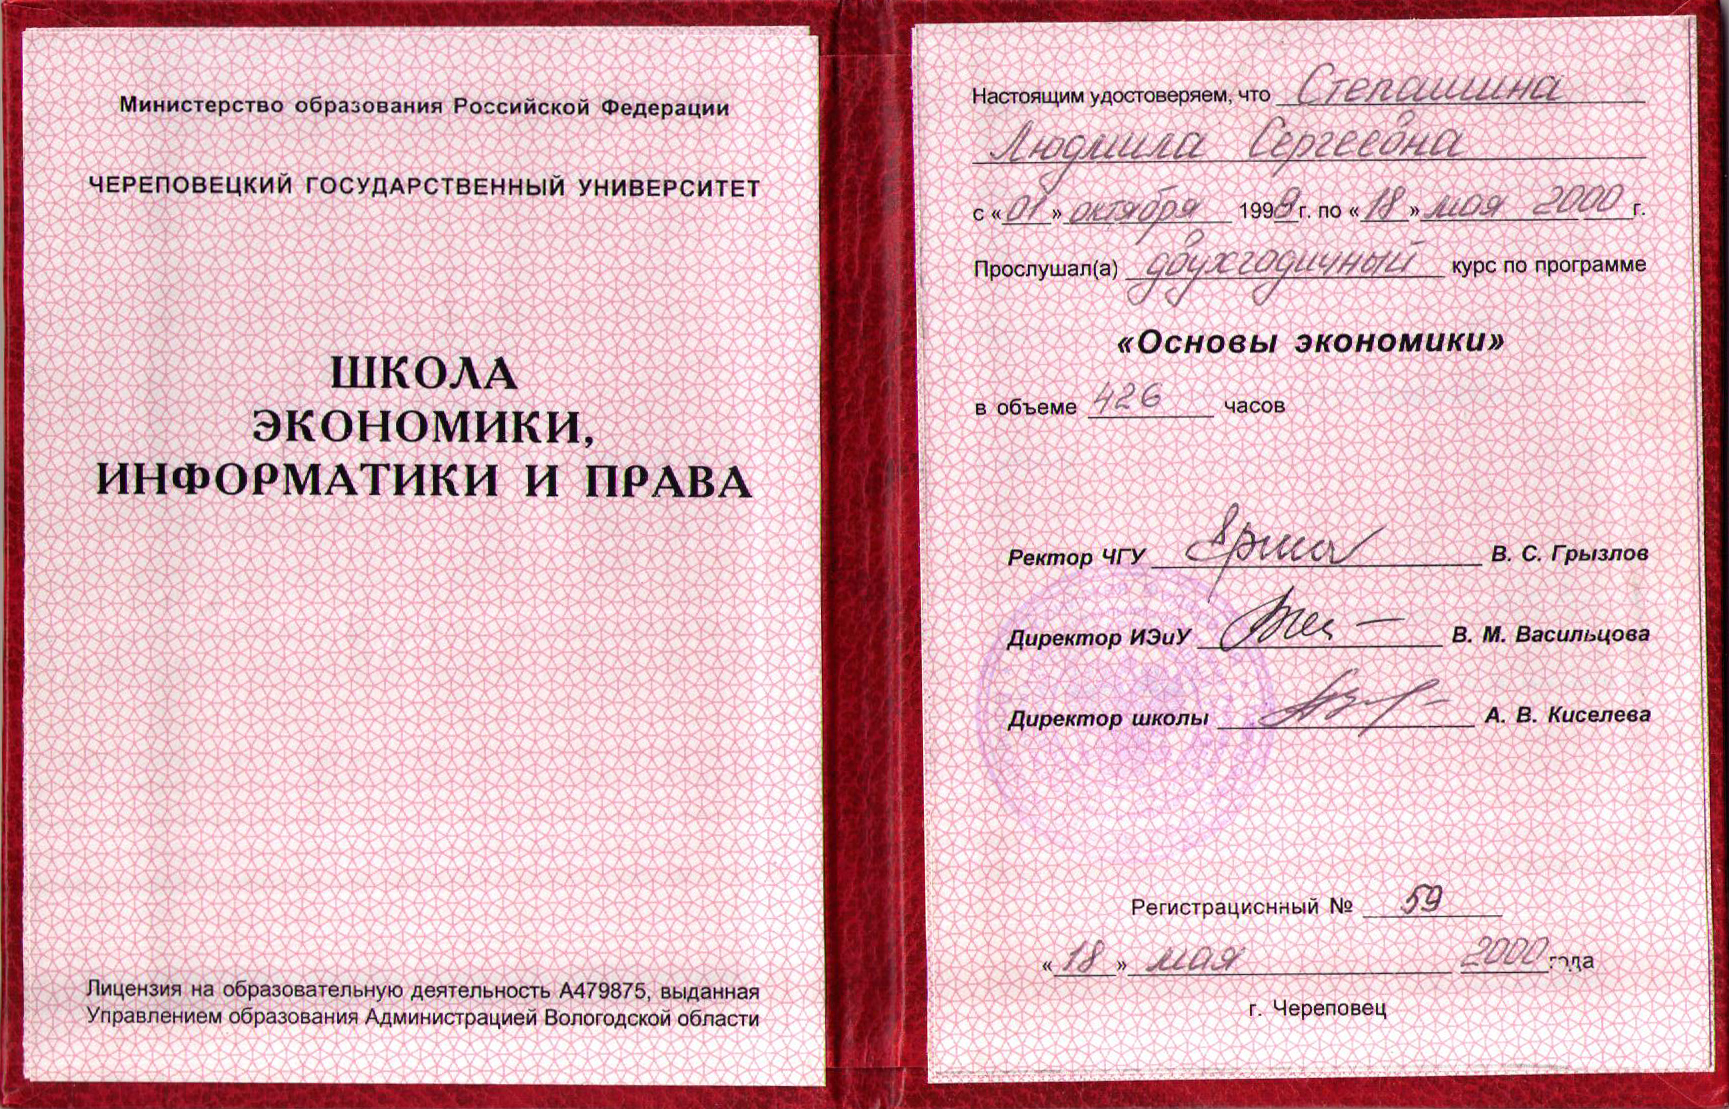 Министерство образования Российской Федерации
ЧЕРЕПОВЕЦКИЙ ГОСУДАРСТВЕННЫЙ УНИВЕРСИТЕТ
ШКОЛА
ЭКОНОМИКИ,
ИНФОРМАТИКИ И ПРАВА
Лицензия на образовательную деятельность А479875, выданная
Управлением образования Администрацией Вологодской области
Настоящим удостоверяем, что Степашина
Людмила Сергеевна
с «01» октября 1998 г. по «18» мая 2000 г.
Прослушал(а) двухгодичный курс по программе
«Основы экономики»
в объеме 426 часов
Ректор ЧГУ В. С. Грызлов
Директор ИЭиУ В. М. Васильцова
Директор школы А. В. Киселева
Регистрационный № 59
«18» мая 2000 года
г. Череповец